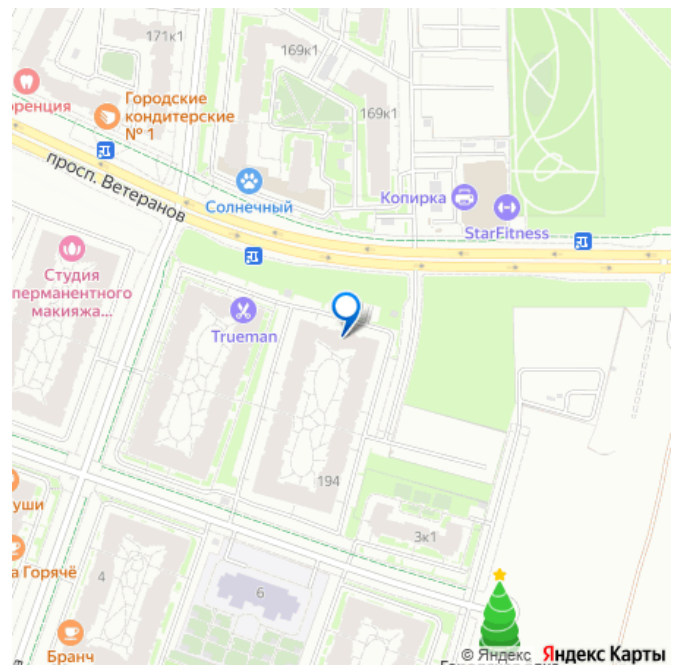 171к1
169к1
оренция
Городские
кондитерские
№ 1
169к1
просп. Ветеранов
Солнечный
Копирка
StarFitness
Студия
перманентного
макияжа...
Trueman
194
уши
3к1
а Горячё
4
6
Бранч
© Яндекс Яндекс Карты